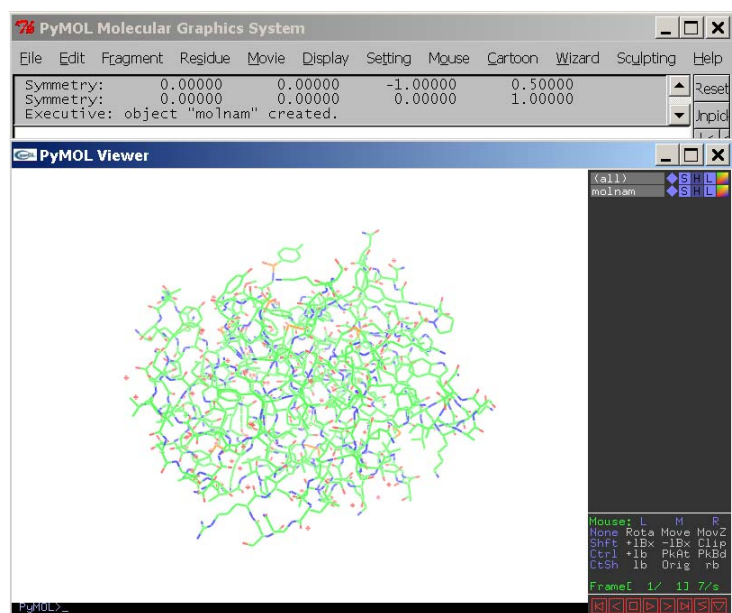 76 PyMOL Molecular Graphics System
File Edit Fragment Residue Movie Display Setting Mouse Cartoon Wizard Sculpting Help
Symmetry: 0.00000 0.00000 -1.00000 0.50000
Symmetry: 0.00000 0.00000 0.00000 1.00000
Executive: object "molnam" created.
Reset
Unpick
PyMOL Viewer
(all) S H L
molnam S H L
Mouse: L M R
None Rota Move MovZ
Shft +lBx -lBx Clip
Ctrl +lb PkAt PkBd
CtSh lb Orig rb
Frame[ 1/ 1] 7/s
PyMOL>_